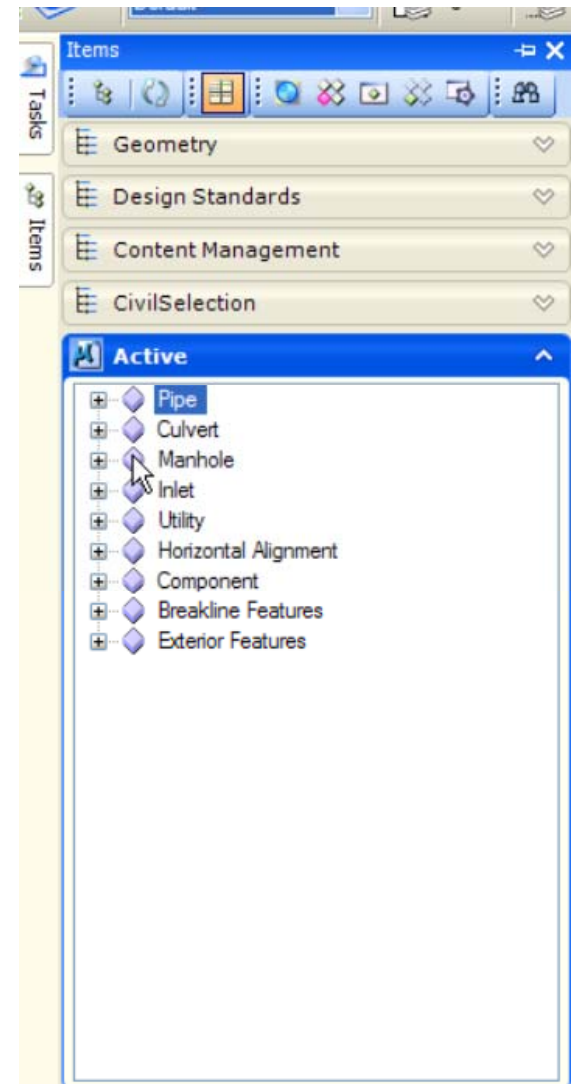 Default
Items
Tasks
Items
Geometry
Design Standards
Content Management
CivilSelection
Active
Pipe
Culvert
Manhole
Inlet
Utility
Horizontal Alignment
Component
Breakline Features
Exterior Features